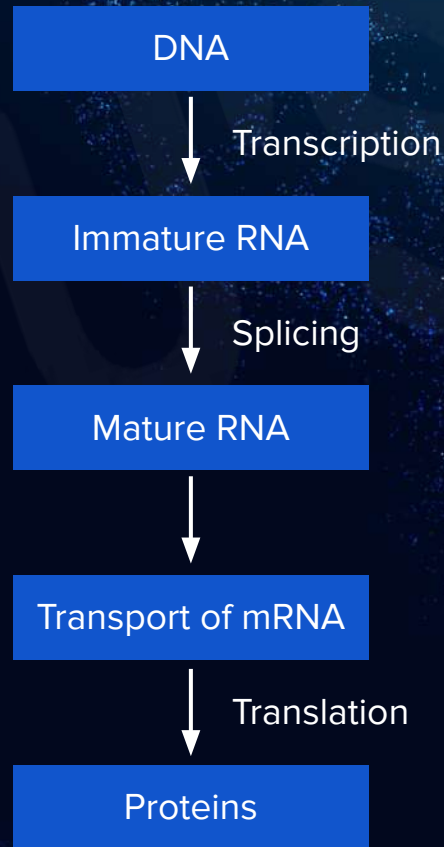 DNA
Transcription
Immature RNA
Splicing
Mature RNA
Transport of mRNA
Translation
Proteins